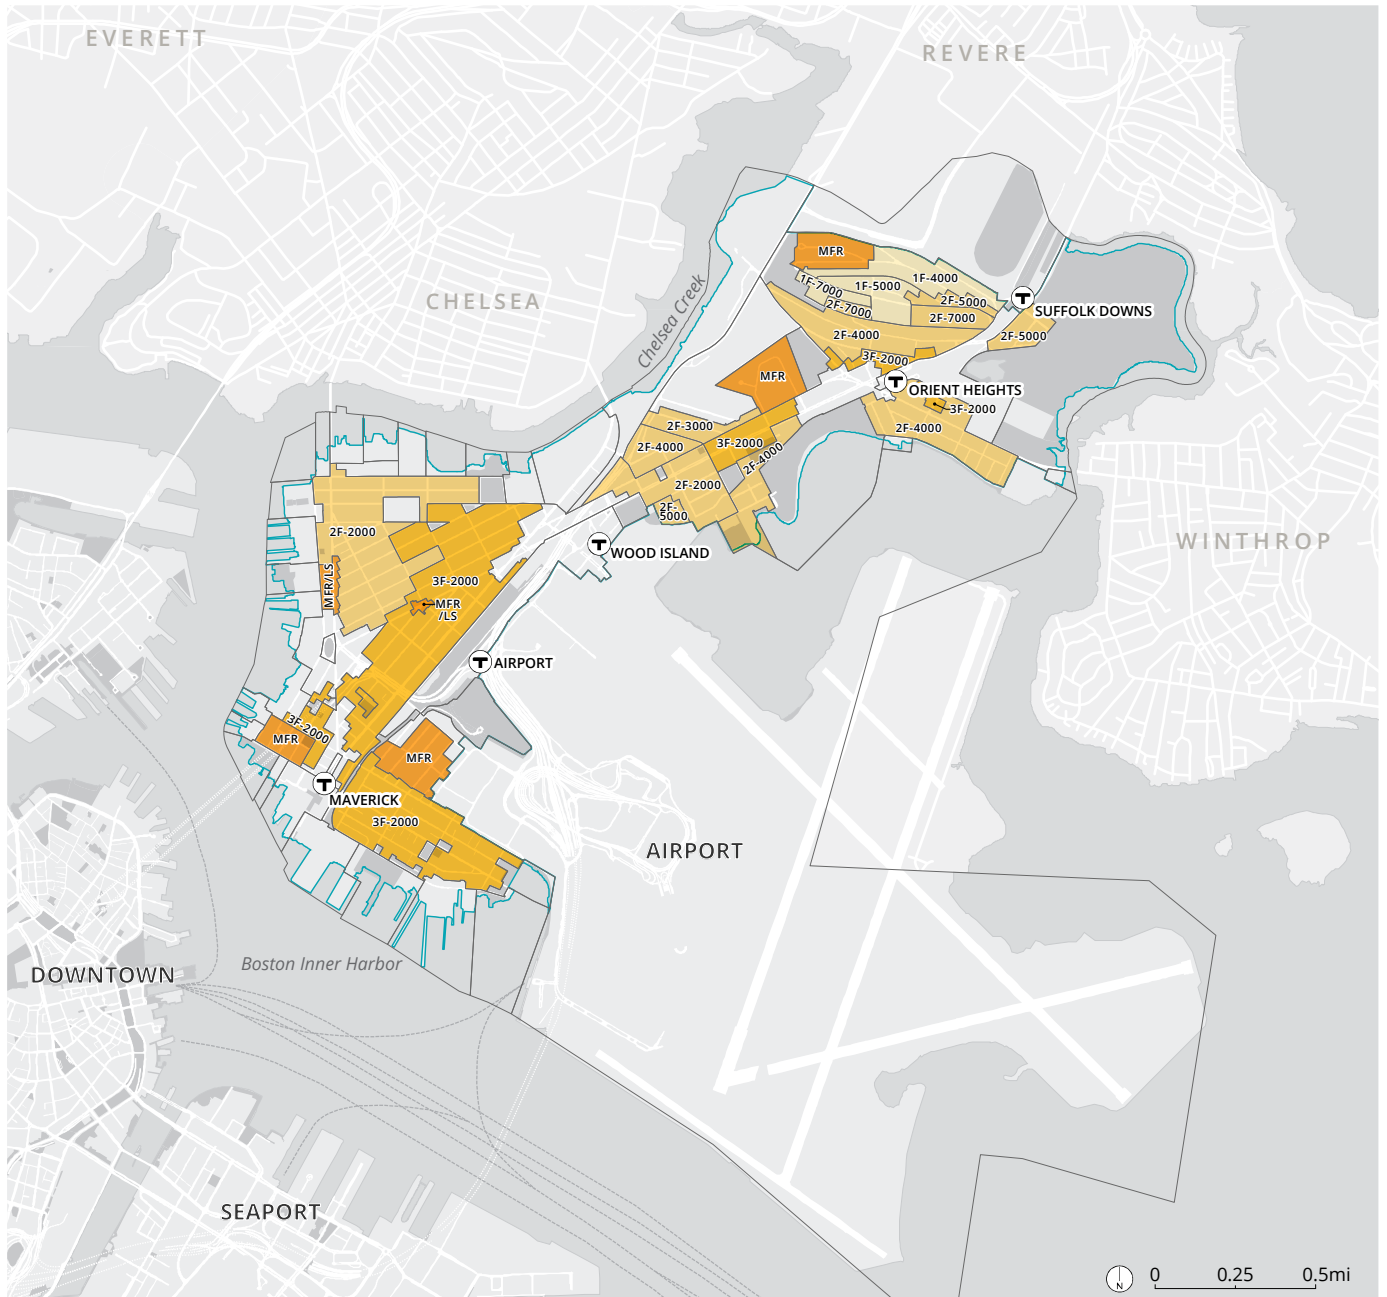 EVERETT
REVERE
CHELSEA
Chelsea Creek
MFR
1F-4000
1F-7000
1F-5000
2F-5000
2F-7000
2F-7000
SUFFOLK DOWNS
T
2F-4000
2F-5000
3F-2000
MFR
T
ORIENT HEIGHTS
3F-2000
2F-3000
2F-4000
3F-2000
2F-4000
2F-4000
2F-2000
2F-
5000
2F-2000
T
WOOD ISLAND
WINTHROP
MFR/LS
3F-2000
MFR
/LS
T
AIRPORT
3F-2000
MFR
MFR
T
MAVERICK
3F-2000
AIRPORT
Boston Inner Harbor
DOWNTOWN
SEAPORT
N
0 0.25 0.5mi